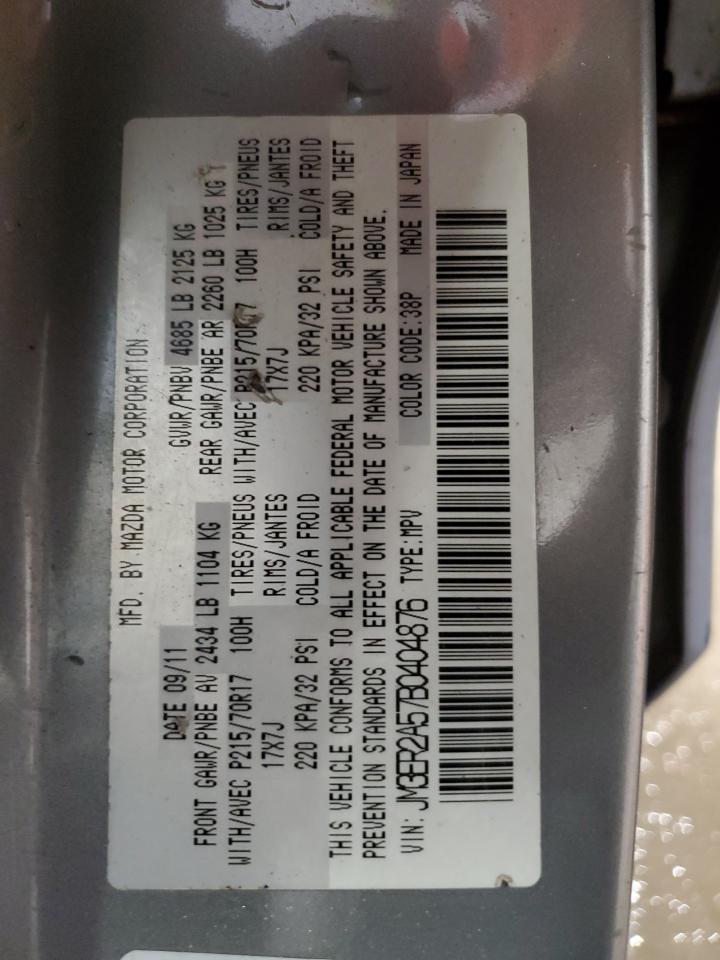 MFD. BY MAZDA MOTOR CORPORATION
DATE 09/11 GVWR/PNBV 4685 LB 2125 KG
FRONT GAWR/PNBE AV 2434 LB 1104 KG REAR GAWR/PNBE AR 2260 LB 1025 KG
WITH/AVEC P215/70R17 100H TIRES/PNEUS WITH/AVEC P215/70R17 100H TIRES/PNEUS
17X7J RIMS/JANTES 17X7J RIMS/JANTES
220 KPA/32 PSI COLD/A FROID 220 KPA/32 PSI COLD/A FROID
THIS VEHICLE CONFORMS TO ALL APPLICABLE FEDERAL MOTOR VEHICLE SAFETY AND THEFT
PREVENTION STANDARDS IN EFFECT ON THE DATE OF MANUFACTURE SHOWN ABOVE.
VIN: JM3ER2A57B0404876 TYPE:MPV COLOR CODE:38P MADE IN JAPAN